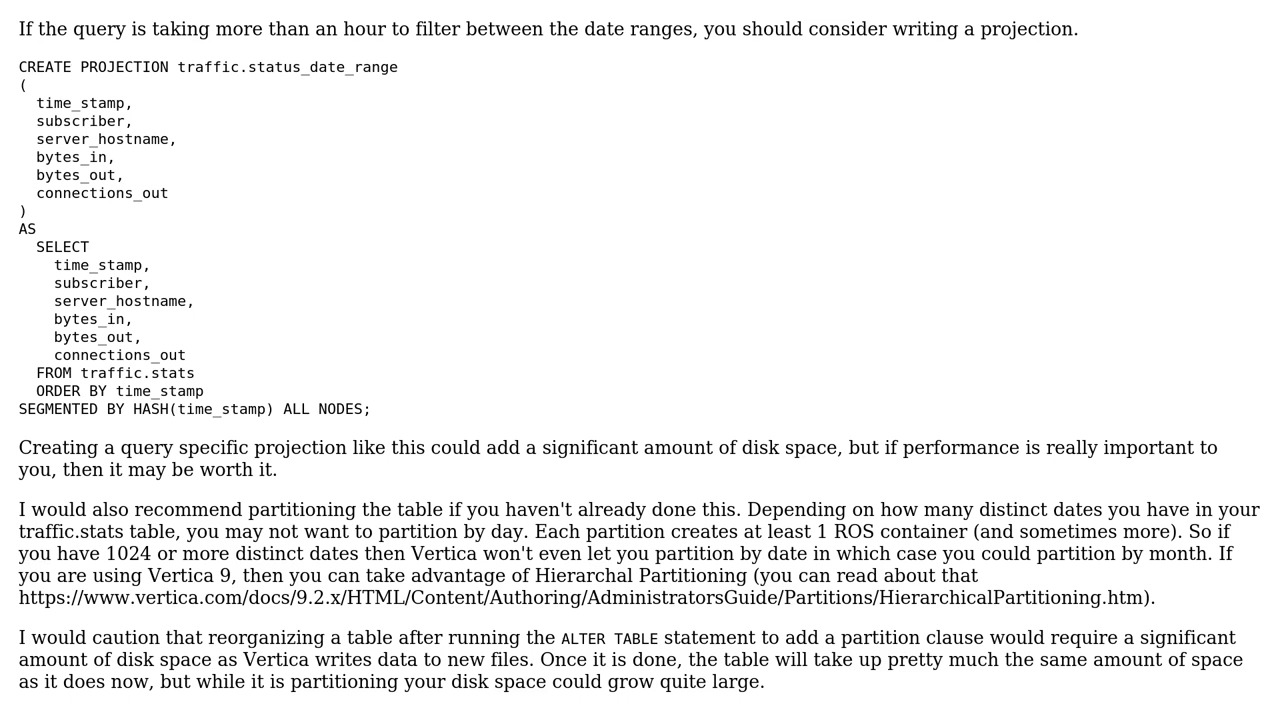 If the query is taking more than an hour to filter between the date ranges, you should consider writing a projection.
CREATE PROJECTION traffic.status_date_range
(
  time_stamp,
  subscriber,
  server_hostname,
  bytes_in,
  bytes_out,
  connections_out
)
AS
  SELECT
    time_stamp,
    subscriber,
    server_hostname,
    bytes_in,
    bytes_out,
    connections_out
  FROM traffic.stats
  ORDER BY time_stamp
SEGMENTED BY HASH(time_stamp) ALL NODES;
Creating a query specific projection like this could add a significant amount of disk space, but if performance is really important to
you, then it may be worth it.
I would also recommend partitioning the table if you haven't already done this. Depending on how many distinct dates you have in your
traffic.stats table, you may not want to partition by day. Each partition creates at least 1 ROS container (and sometimes more). So if
you have 1024 or more distinct dates then Vertica won't even let you partition by date in which case you could partition by month. If
you are using Vertica 9, then you can take advantage of Hierarchal Partitioning (you can read about that
https://www.vertica.com/docs/9.2.x/HTML/Content/Authoring/AdministratorsGuide/Partitions/HierarchicalPartitioning.htm).
I would caution that reorganizing a table after running the ALTER TABLE statement to add a partition clause would require a significant
amount of disk space as Vertica writes data to new files. Once it is done, the table will take up pretty much the same amount of space
as it does now, but while it is partitioning your disk space could grow quite large.